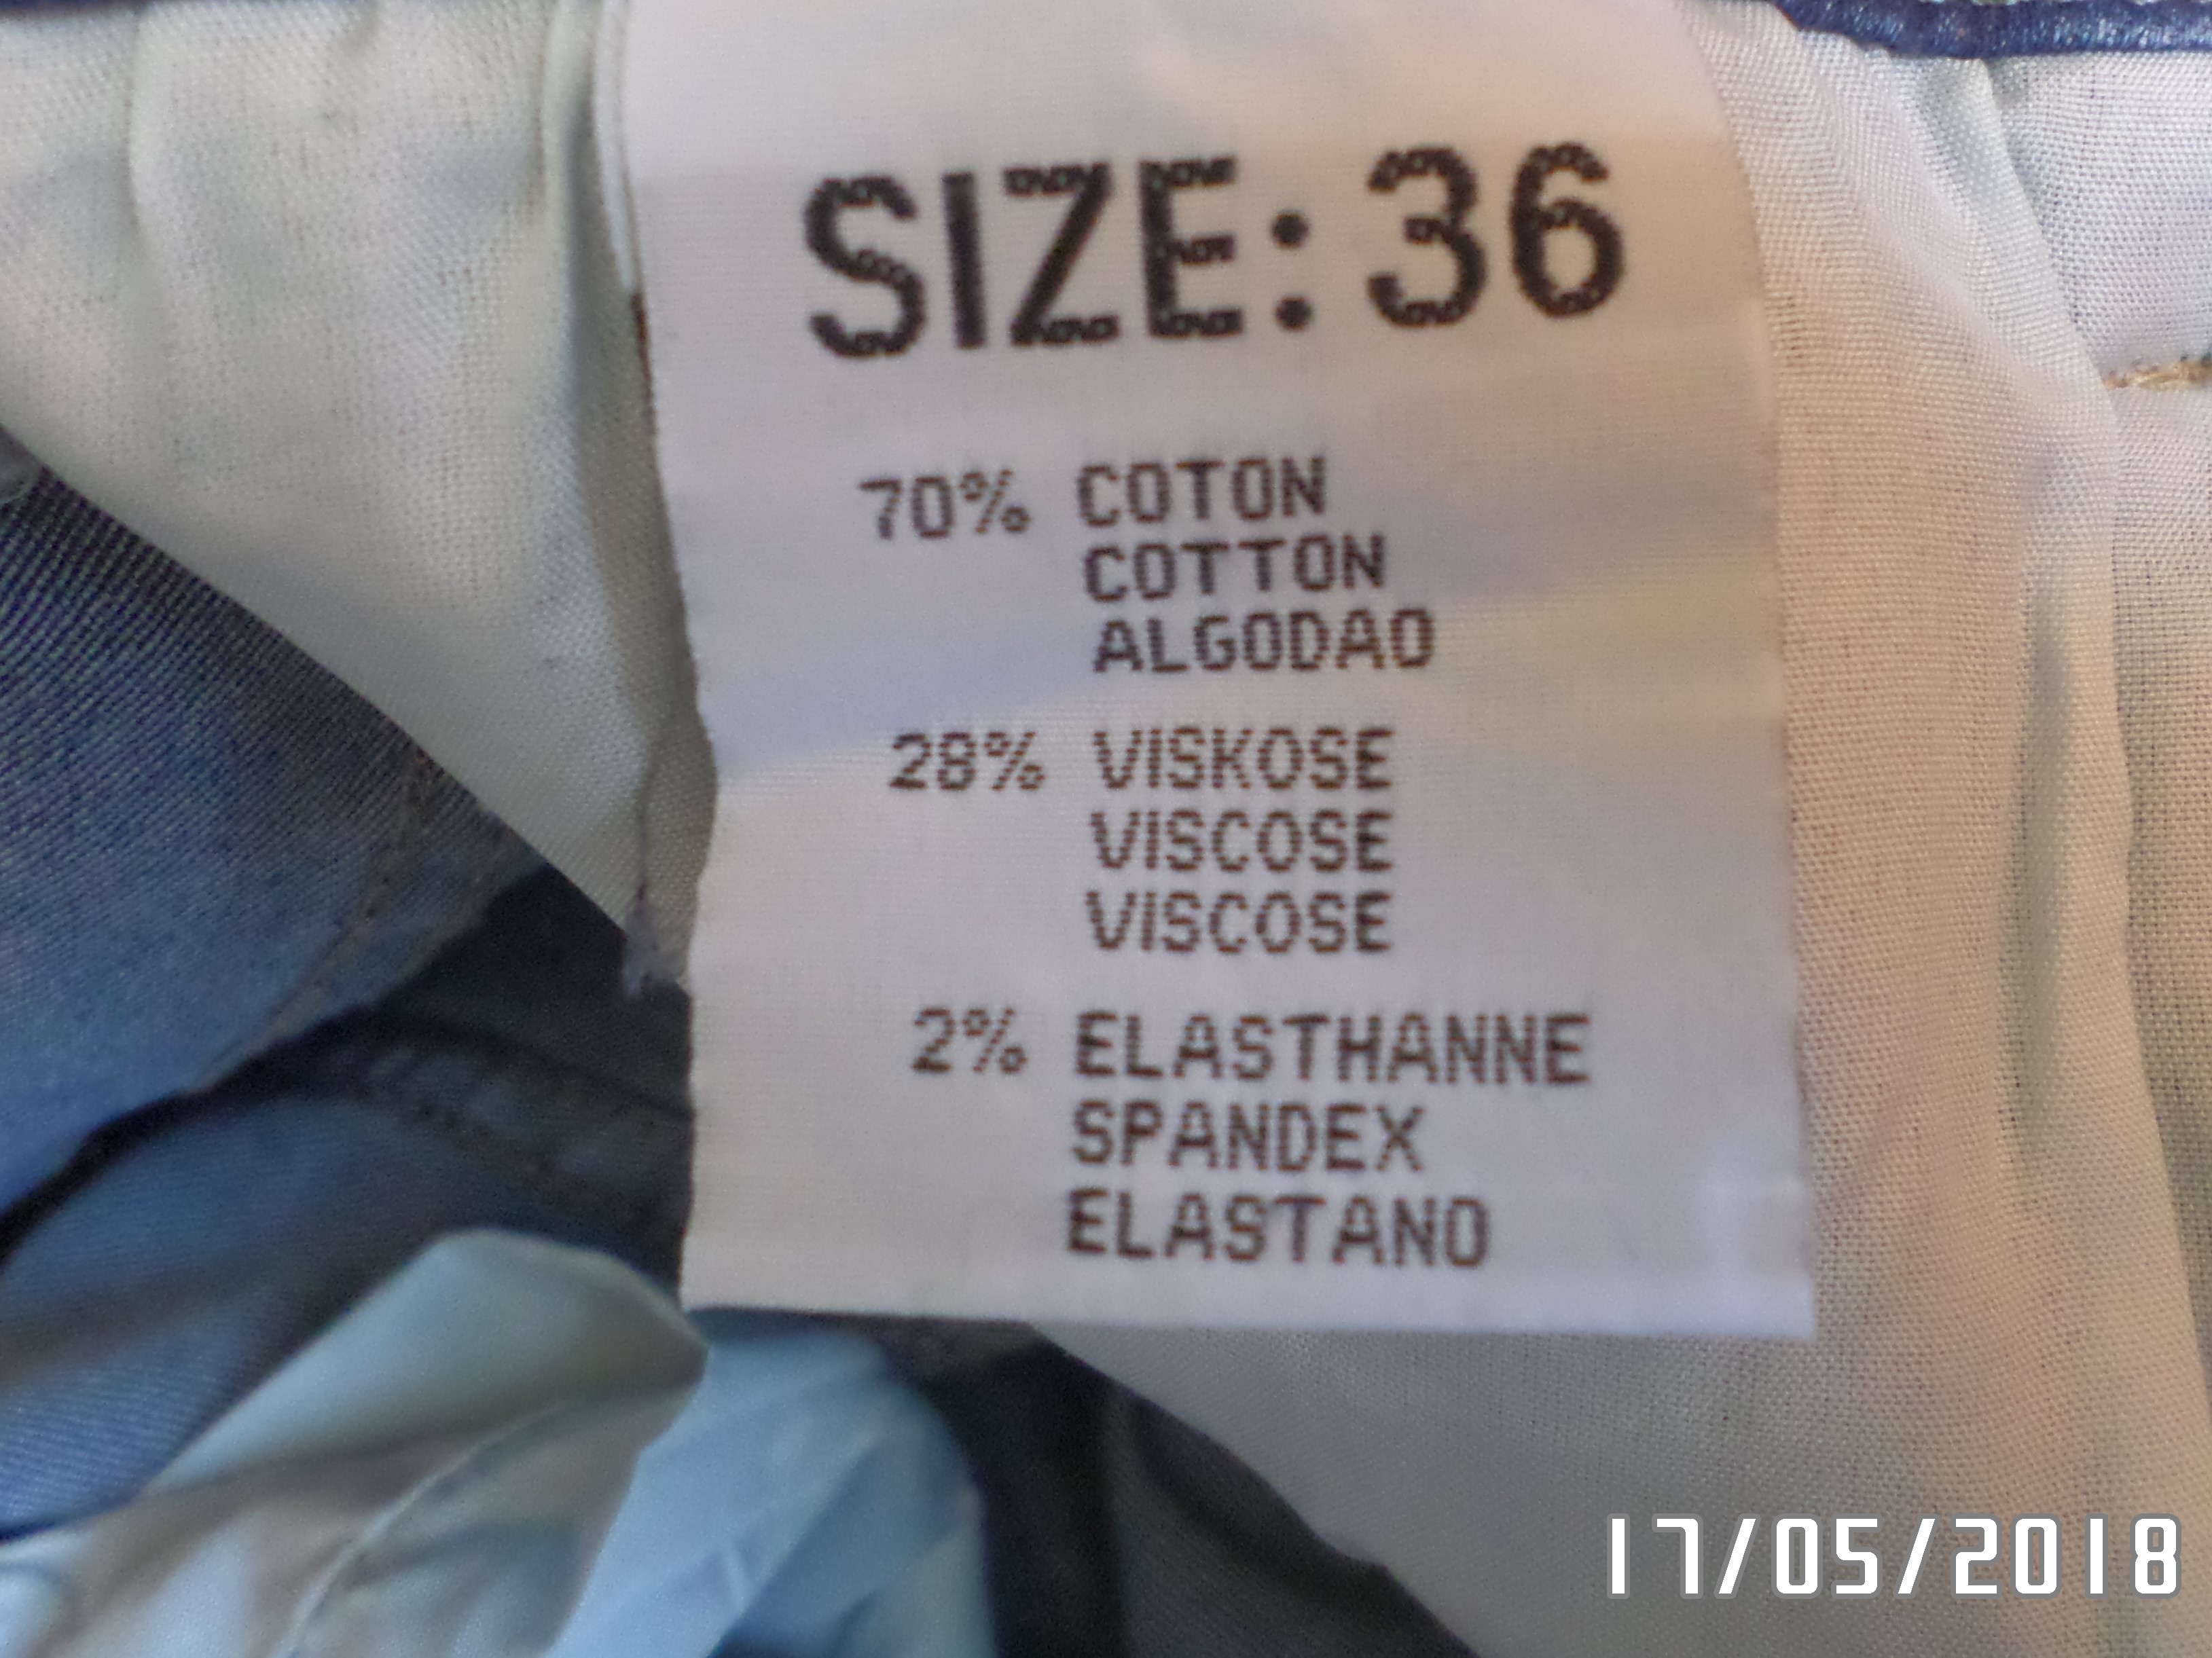 SIZE: 36
70% COTON
COTTON
ALGODAO
28% VISKOSE
VISCOSE
VISCOSE
2% ELASTHANNE
SPANDEX
ELASTANO
17/05/2018